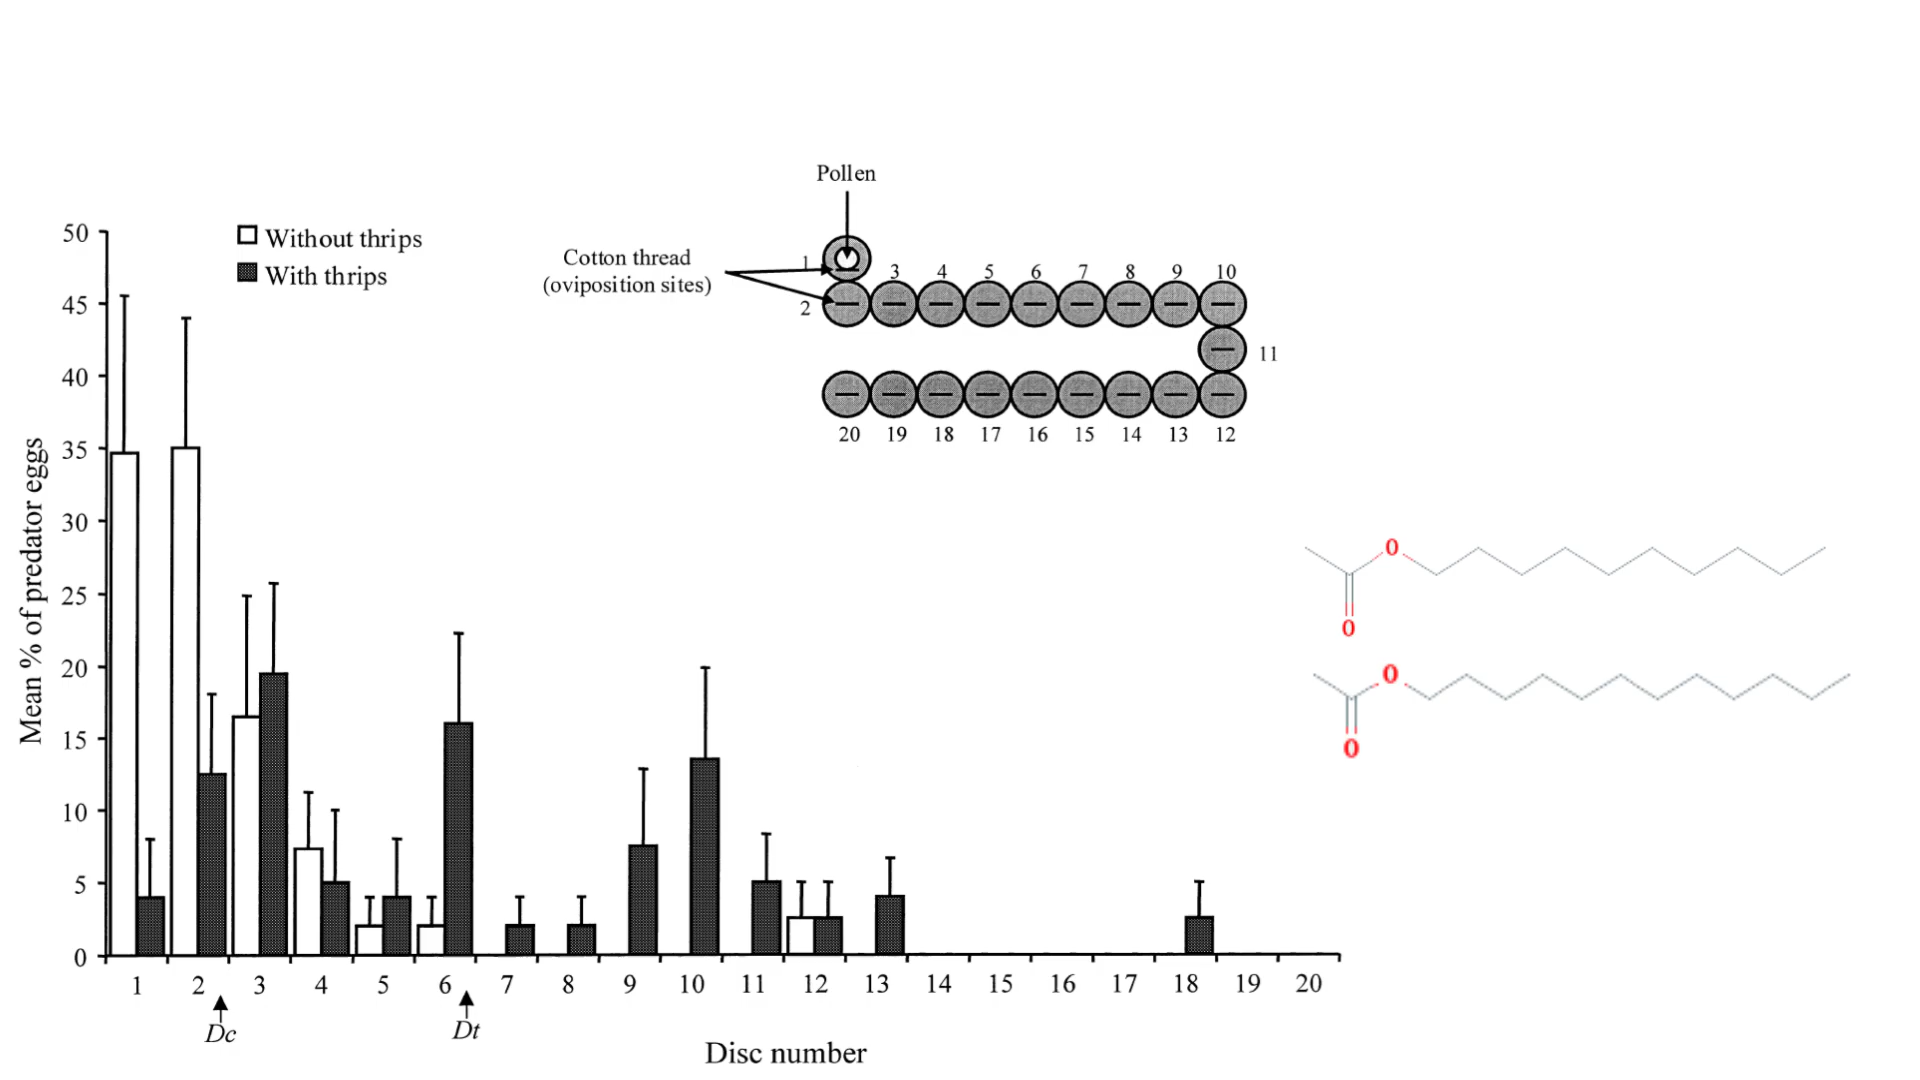 Pollen
50
Without thrips
With thrips
Cotton thread
(oviposition sites)
1
3 4 5 6 7 8 9 10
2
11
20 19 18 17 16 15 14 13 12
45
40
35
30
25
20
15
10
5
0
Mean % of predator eggs
1 2 3 4 5 6 7 8 9 10 11 12 13 14 15 16 17 18 19 20
Dc
Dt
Disc number
O
O
O
O